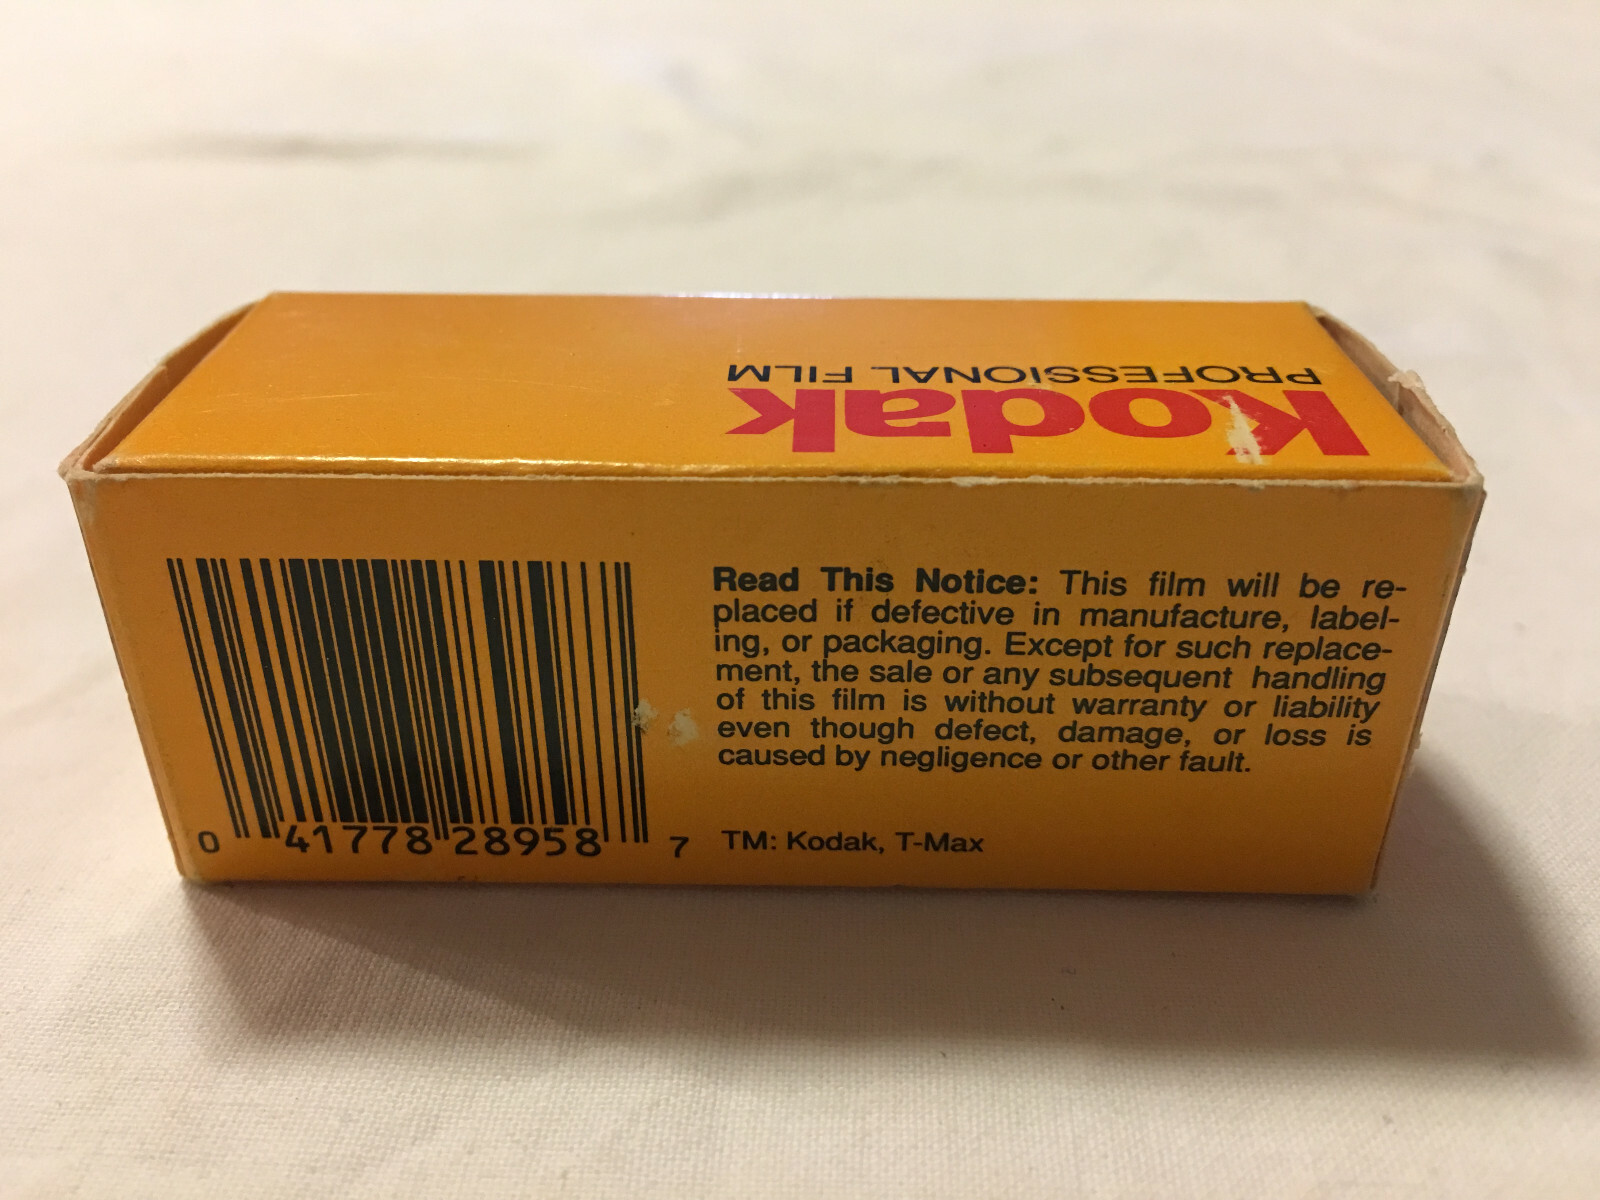 Kodak
PROFESSIONAL FILM
Read This Notice: This film will be re-
placed if defective in manufacture, label-
ing, or packaging. Except for such replace-
ment, the sale or any subsequent handling
of this film is without warranty or liability
even though defect, damage, or loss is
caused by negligence or other fault.
TM: Kodak, T-Max
0 41778 28958 7